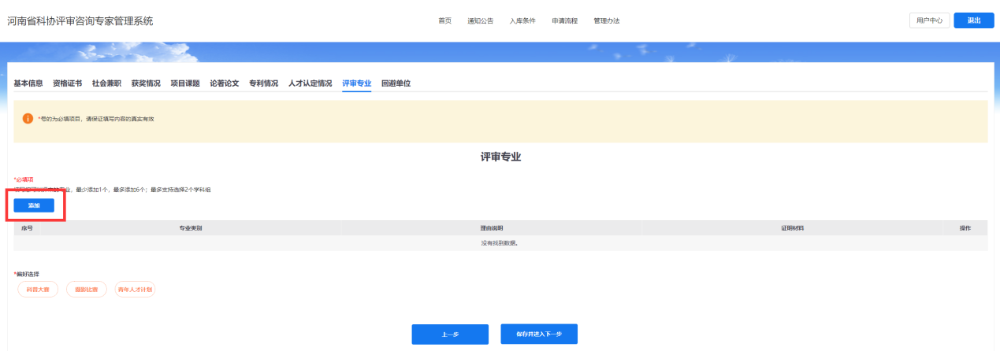 河南省科协评审咨询专家管理系统
首页 通知公告 入库条件 申请流程 管理办法
用户中心 退出
基本信息 资格证书 社会兼职 获奖情况 项目课题 论著论文 专利情况 人才认定情况 评审专业 回避单位
*号的为必填项目，请保证填写内容的真实有效
评审专业
*必填项
业，最少添加1个，最多添加6个；最多支持选择2个学科组
添加
序号 专业类别 理由说明 证明材料 操作
没有找到数据。
*偏好选择
科普大赛 摄影比赛 青年人才计划
上一步 保存并进入下一步